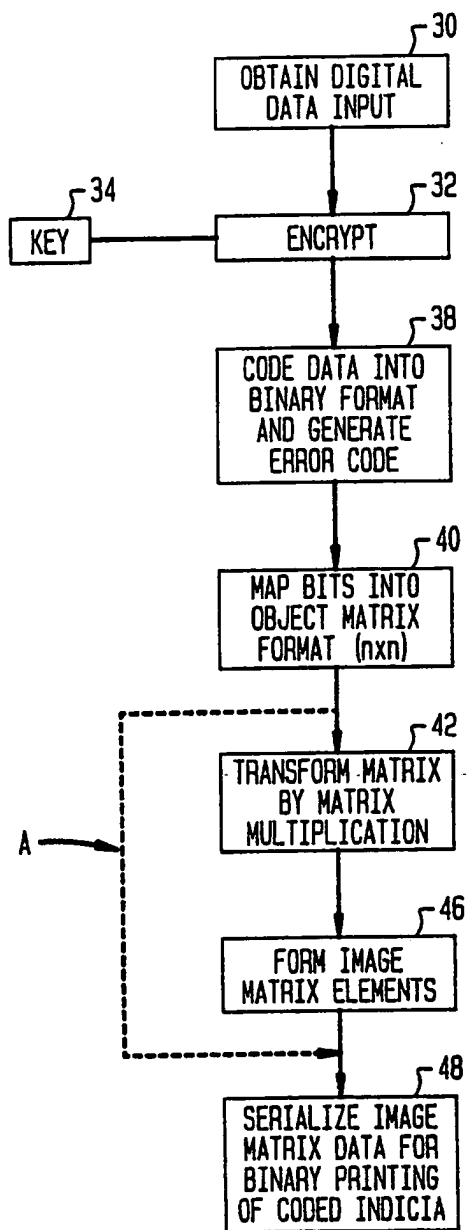 30
OBTAIN DIGITAL
DATA INPUT
34
32
KEY
ENCRYPT
38
CODE DATA INTO
BINARY FORMAT
AND GENERATE
ERROR CODE
40
MAP BITS INTO
OBJECT MATRIX
FORMAT (nxn)
42
TRANSFORM MATRIX
BY MATRIX
MULTIPLICATION
A
46
FORM IMAGE
MATRIX ELEMENTS
48
SERIALIZE IMAGE
MATRIX DATA FOR
BINARY PRINTING
OF CODED INDICIA